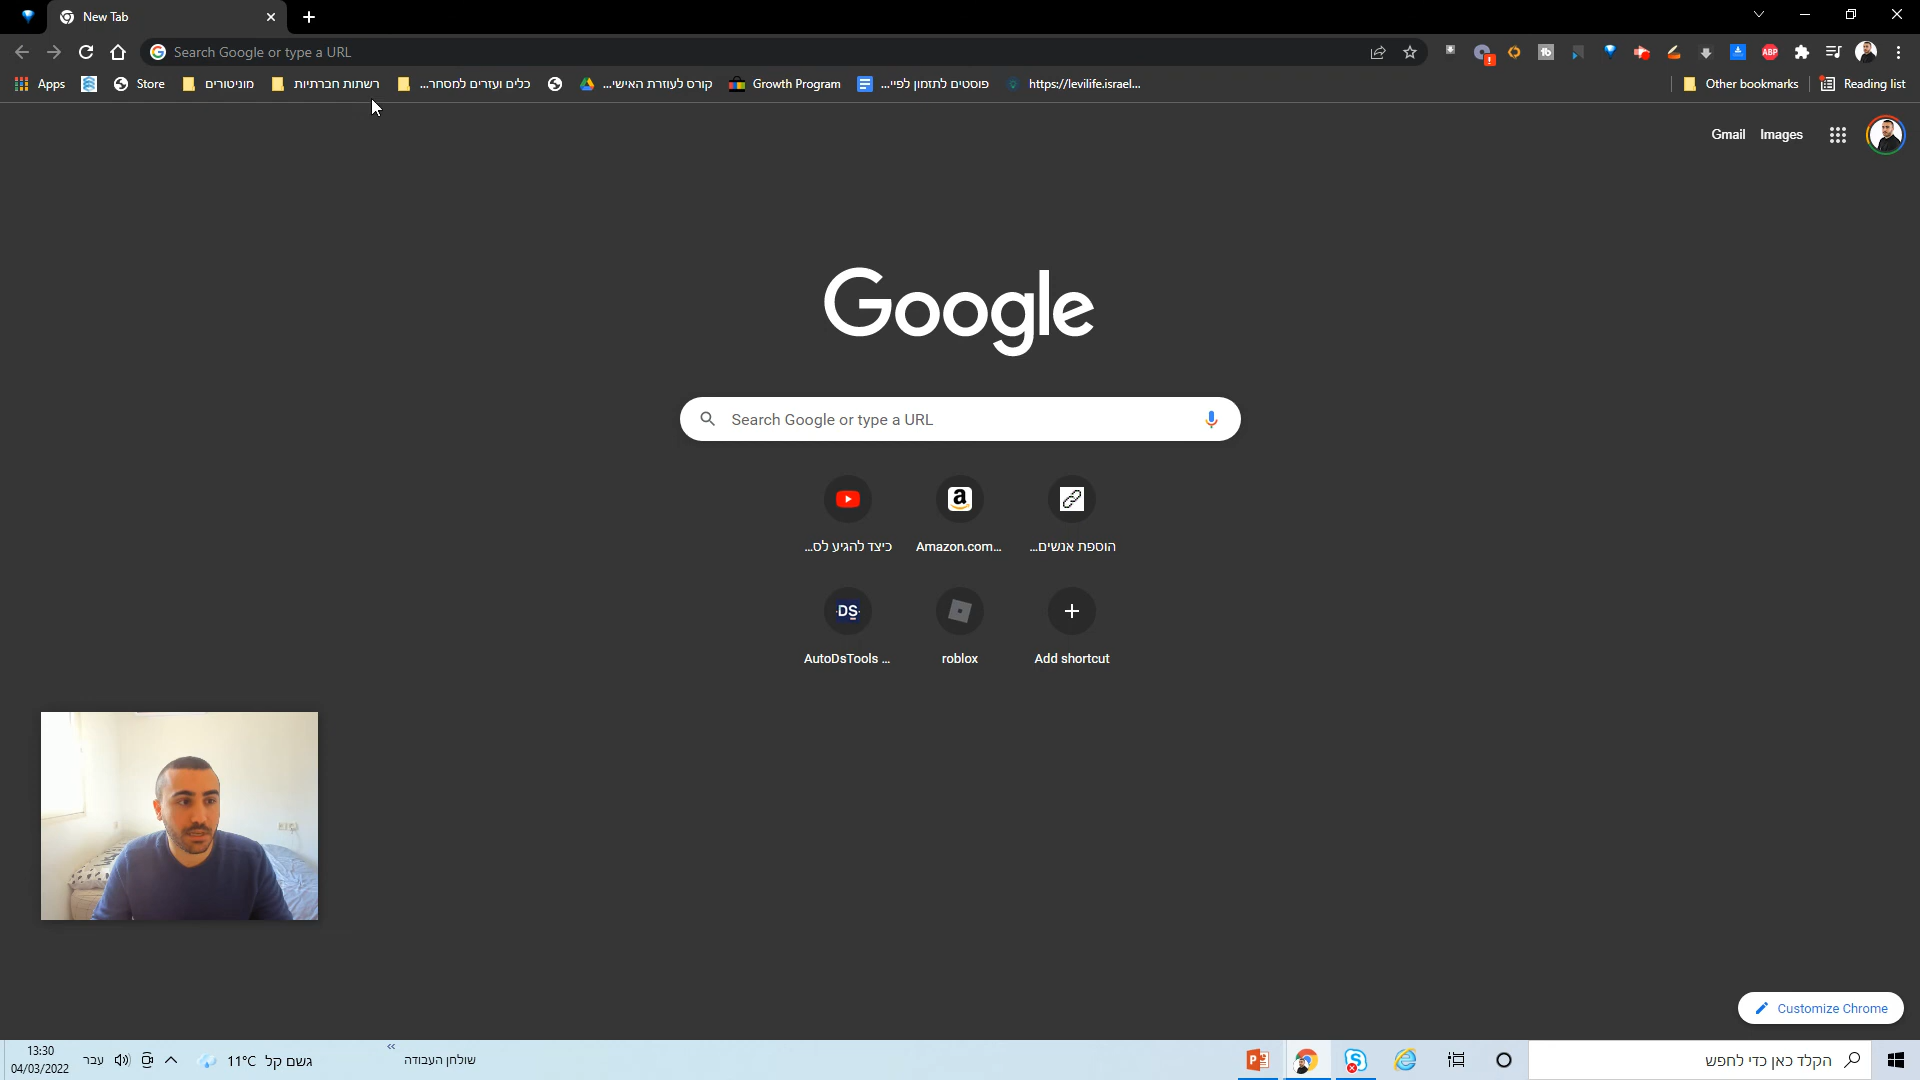 New Tab
Search Google or type a URL
ABP
Apps
Store
מוניטורים
רשתות חברתיות
כלים ועזרים למסחר...
קורס לעוזרת האישי...
Growth Program
פוסטים לתזמון לפיי...
https://levilife.israel...
Other bookmarks
Reading list
Gmail
Images
Google
Search Google or type a URL
כיצד להגיע לס...
Amazon.com...
הוספת אנשים...
DS
AutoDsTools ...
roblox
Add shortcut
Customize Chrome
13:30
04/03/2022
עבר
11°C גשם קל
שולחן העבודה
הקלד כאן כדי לחפש